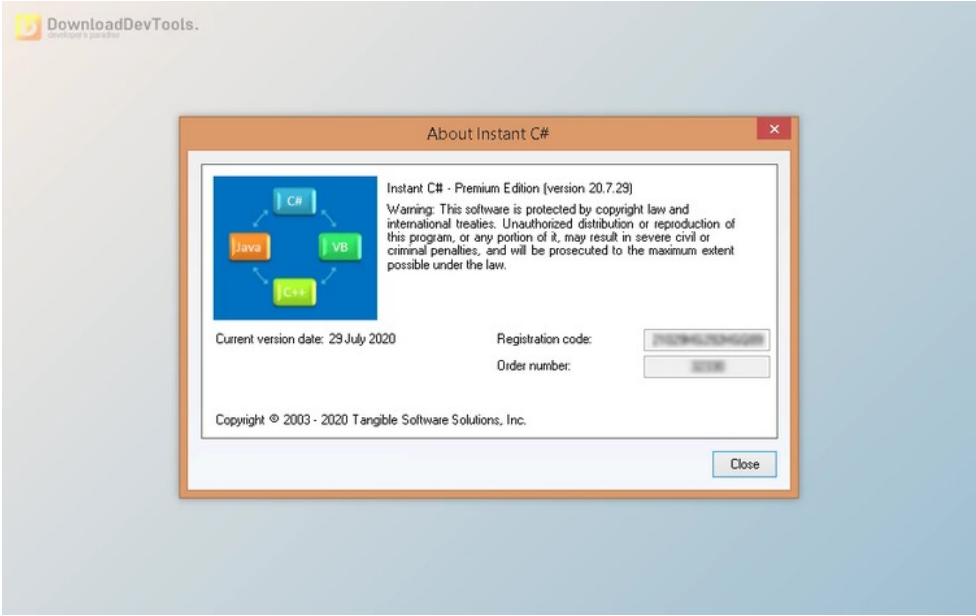 DownloadDevTools.
developer's paradise
About Instant C#
C#
Java
VB
C++
Instant C# - Premium Edition (version 20.7.29)
Warning: This software is protected by copyright law and
international treaties. Unauthorized distribution or reproduction of
this program, or any portion of it, may result in severe civil or
criminal penalties, and will be prosecuted to the maximum extent
possible under the law.
Current version date: 29 July 2020
Registration code:
Order number:
Copyright © 2003 - 2020 Tangible Software Solutions, Inc.
Close